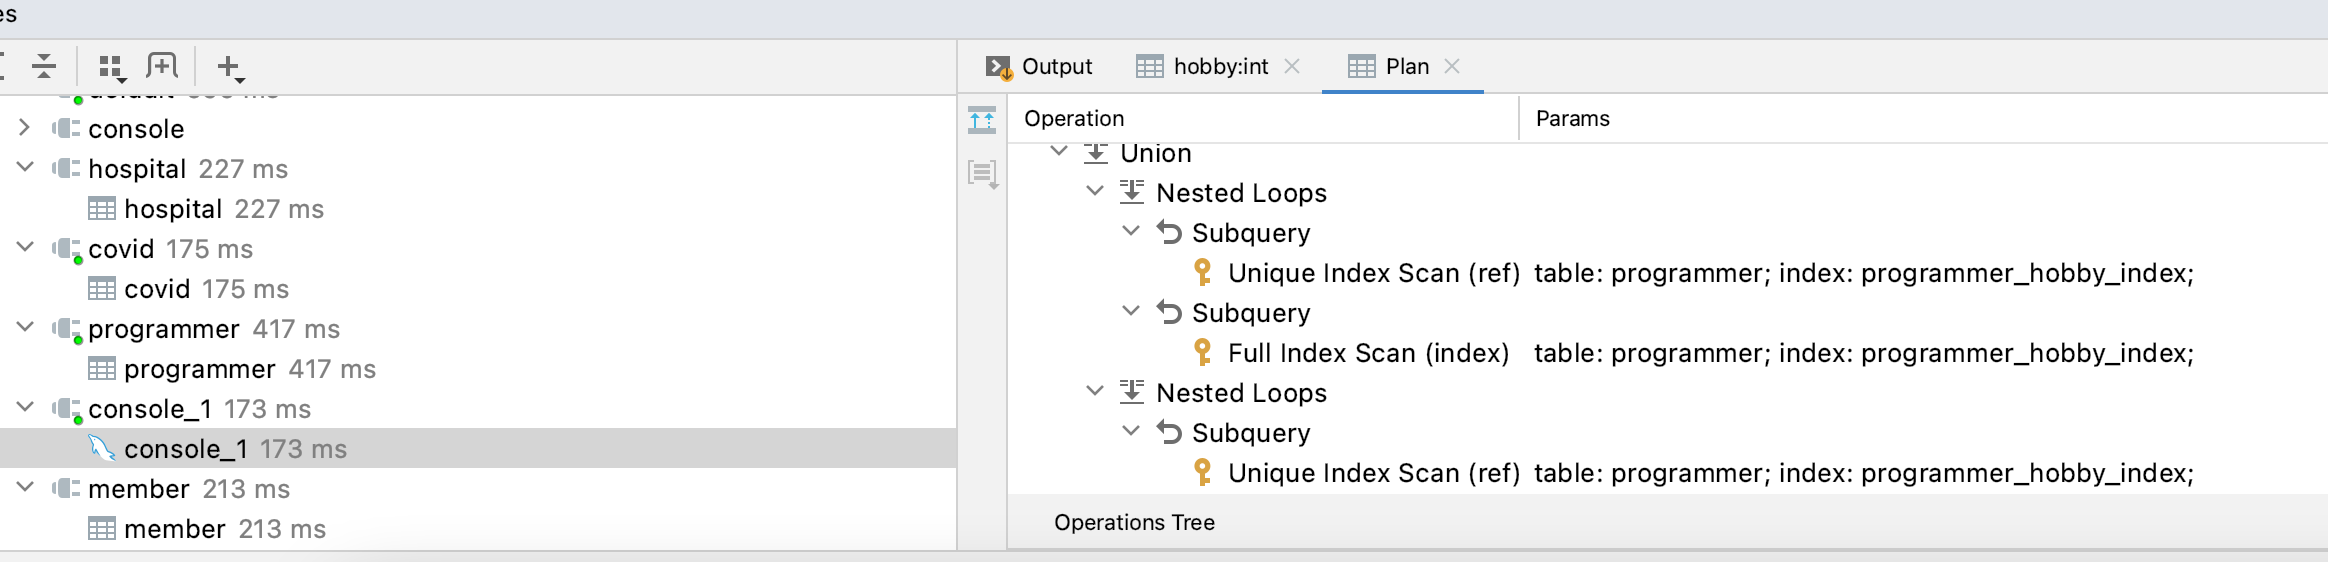 es
default
console
hospital 227 ms
hospital 227 ms
covid 175 ms
covid 175 ms
programmer 417 ms
programmer 417 ms
console_1 173 ms
console_1 173 ms
member 213 ms
member 213 ms
Output
hobby:int
Plan
Operation Params
Union
Nested Loops
Subquery
Unique Index Scan (ref) table: programmer; index: programmer_hobby_index;
Subquery
Full Index Scan (index) table: programmer; index: programmer_hobby_index;
Nested Loops
Subquery
Unique Index Scan (ref) table: programmer; index: programmer_hobby_index;
Operations Tree